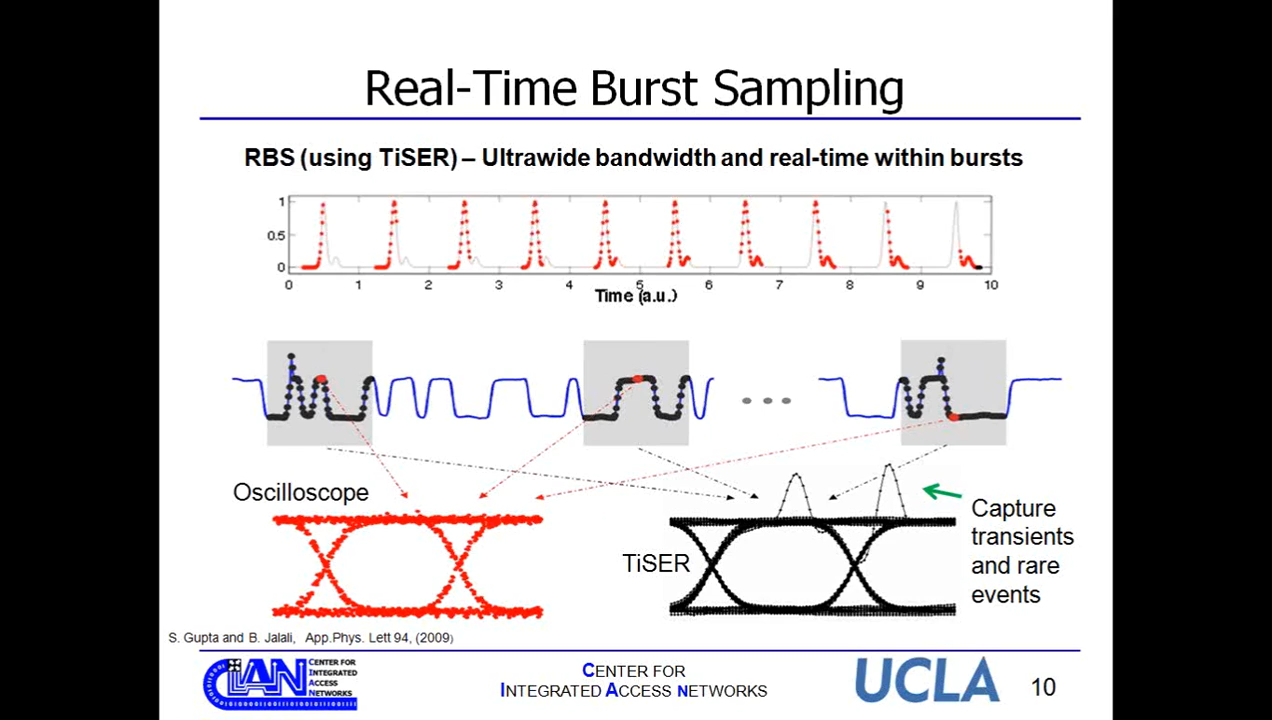 Real-Time Burst Sampling
RBS (using TiSER) – Ultrawide bandwidth and real-time within bursts
1
0.5
0
0 1 2 3 4 5 6 7 8 9 10
Time (a.u.)
Oscilloscope
TiSER
Capture
transients
and rare
events
S. Gupta and B. Jalali, App.Phys. Lett 94, (2009)
CIAN
CENTER FOR
INTEGRATED
ACCESS
NETWORKS
CENTER FOR
INTEGRATED ACCESS NETWORKS
UCLA
10